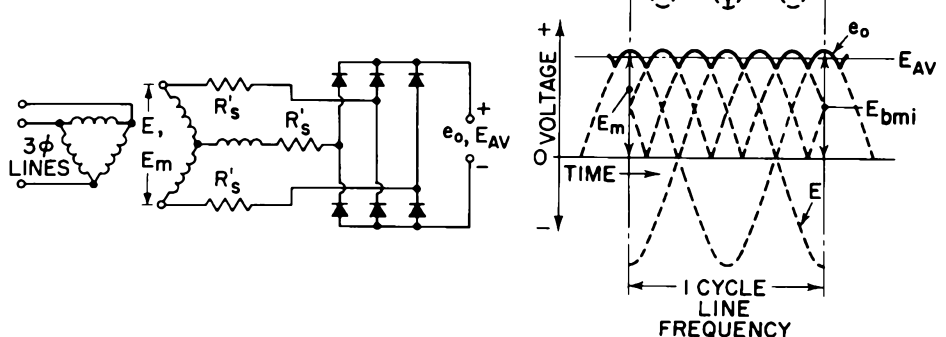 3ϕ
LINES
E,
Em
R's
R's
R's
+
eo, EAV
−
+
VOLTAGE
0
−
Em
TIME
eo
EAV
Ebmi
E
1 CYCLE
LINE
FREQUENCY